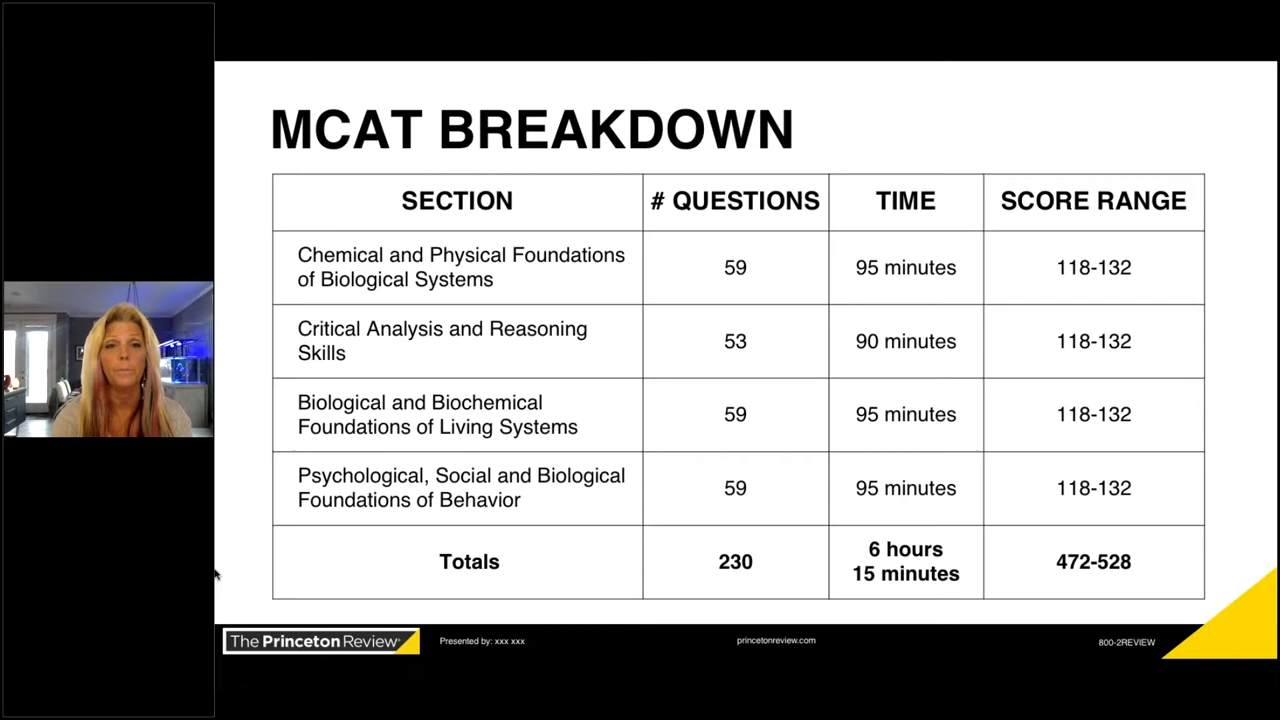 MCAT BREAKDOWN
SECTION # QUESTIONS TIME SCORE RANGE
Chemical and Physical Foundations
of Biological Systems
59 95 minutes 118-132
Critical Analysis and Reasoning
Skills
53 90 minutes 118-132
Biological and Biochemical
Foundations of Living Systems
59 95 minutes 118-132
Psychological, Social and Biological
Foundations of Behavior
59 95 minutes 118-132
Totals 230 6 hours
15 minutes 472-528
The Princeton Review® Presented by: xxx xxx princetonreview.com 800-2REVIEW